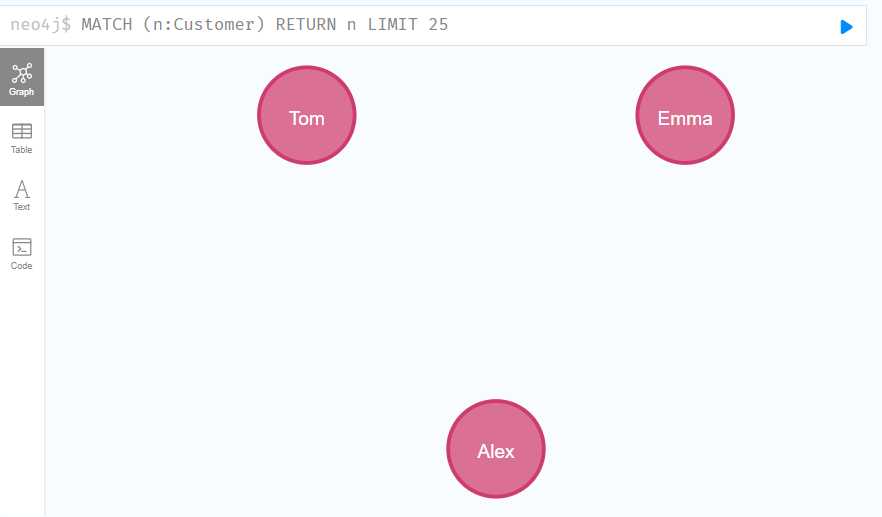 neo4j$ MATCH (n:Customer) RETURN n LIMIT 25
Graph
Table
Text
Code
Tom
Emma
Alex